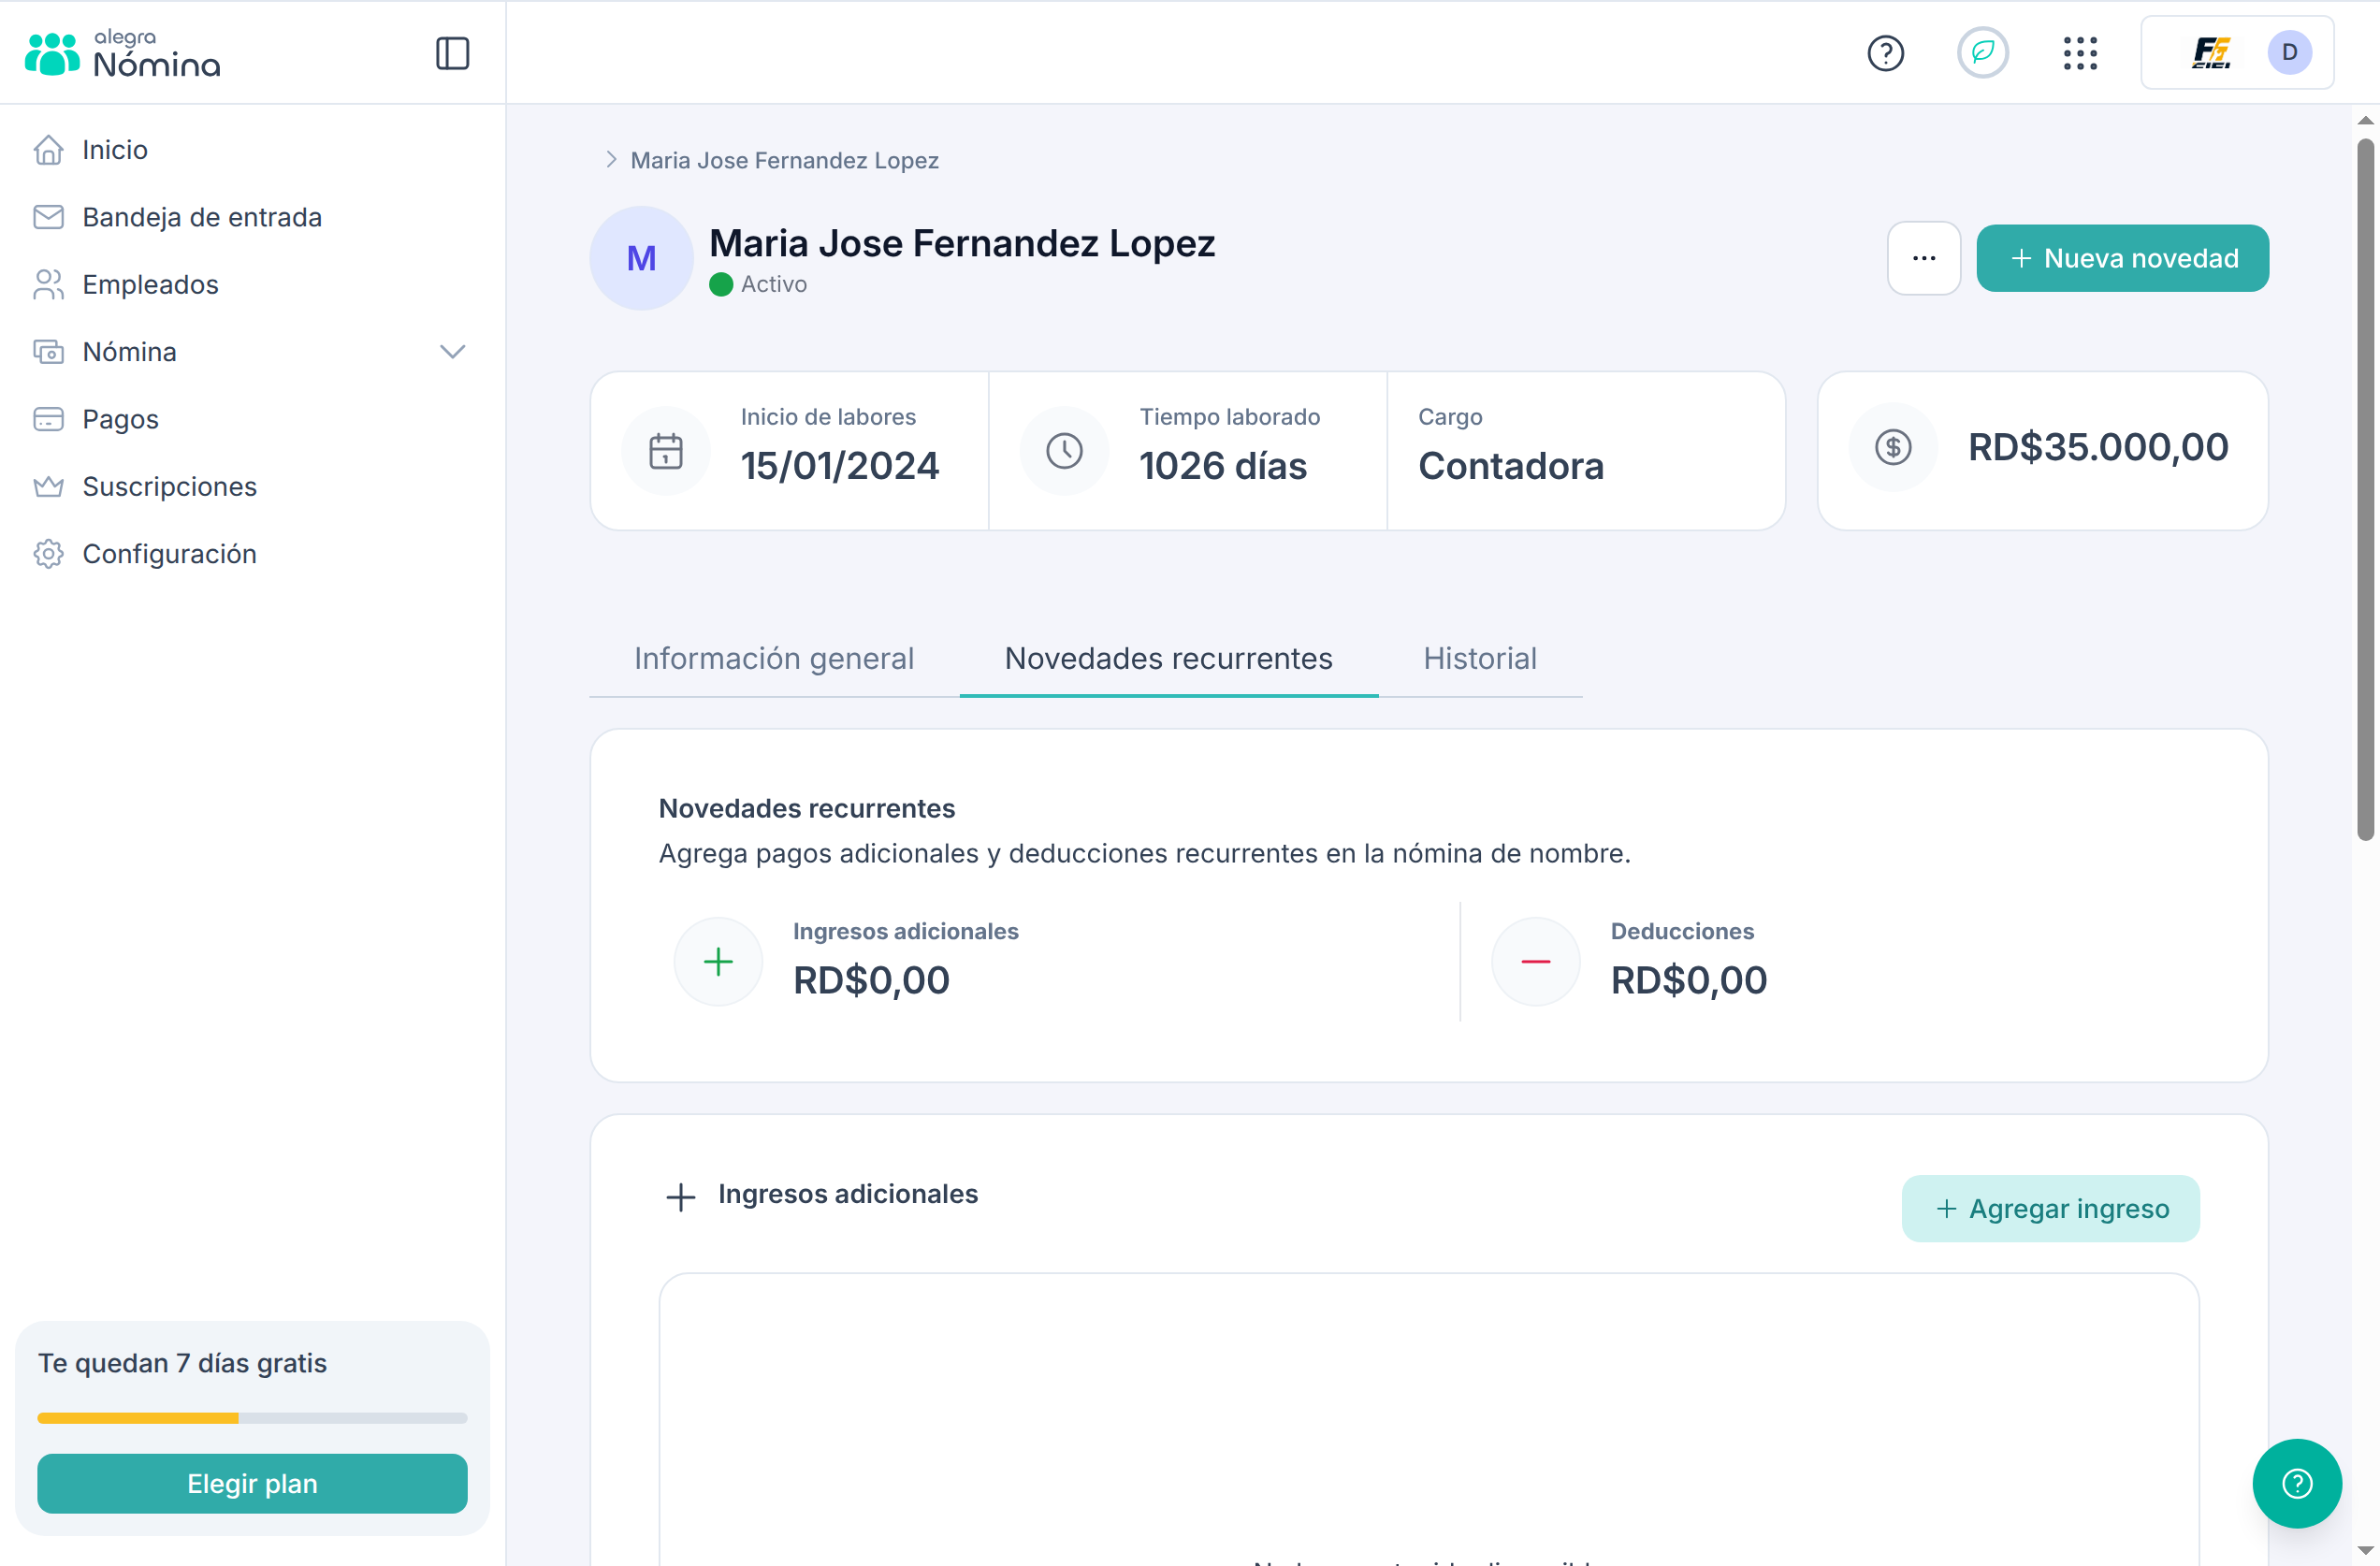 alegra
Nómina
D
Inicio
Bandeja de entrada
Empleados
Nómina
Pagos
Suscripciones
Configuración
Te quedan 7 días gratis
Elegir plan
Maria Jose Fernandez Lopez
M
Maria Jose Fernandez Lopez
Activo
Nueva novedad
Inicio de labores
15/01/2024
Tiempo laborado
1026 días
Cargo
Contadora
RD$35.000,00
Información general
Novedades recurrentes
Historial
Novedades recurrentes
Agrega pagos adicionales y deducciones recurrentes en la nómina de nombre.
Ingresos adicionales
RD$0,00
Deducciones
RD$0,00
Ingresos adicionales
Agregar ingreso